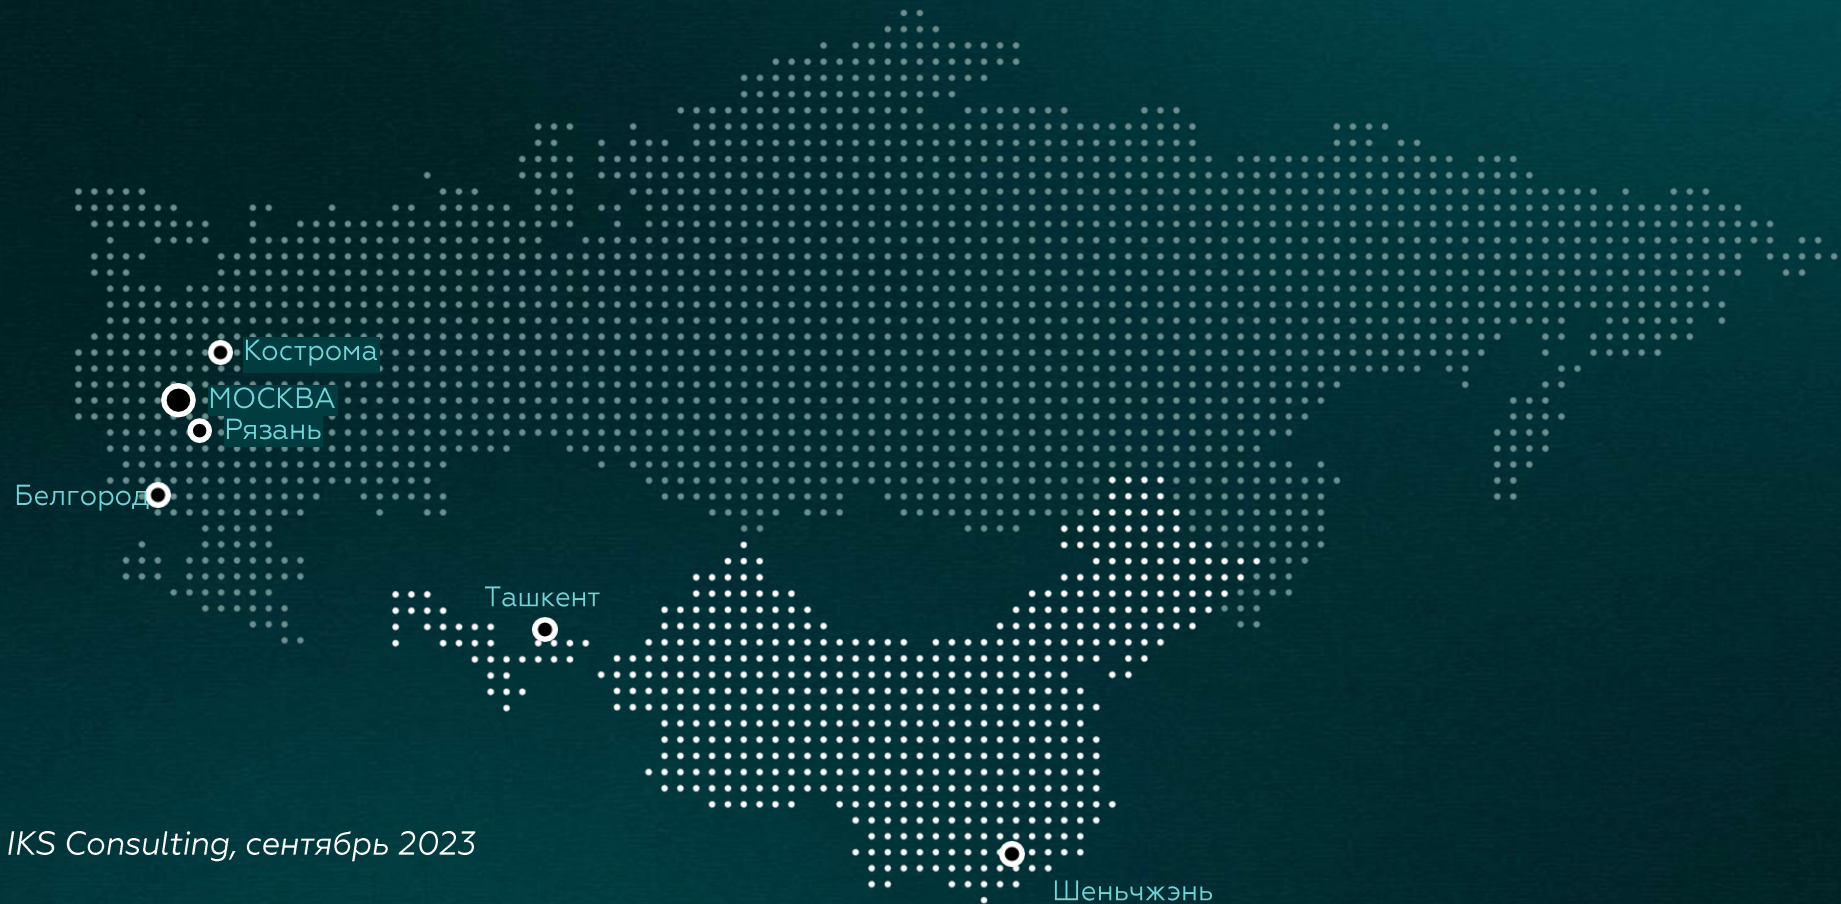 Кострома
МОСКВА
Рязань
Белгород
Ташкент
IKS Consulting, сентябрь 2023
Шеньчжэнь